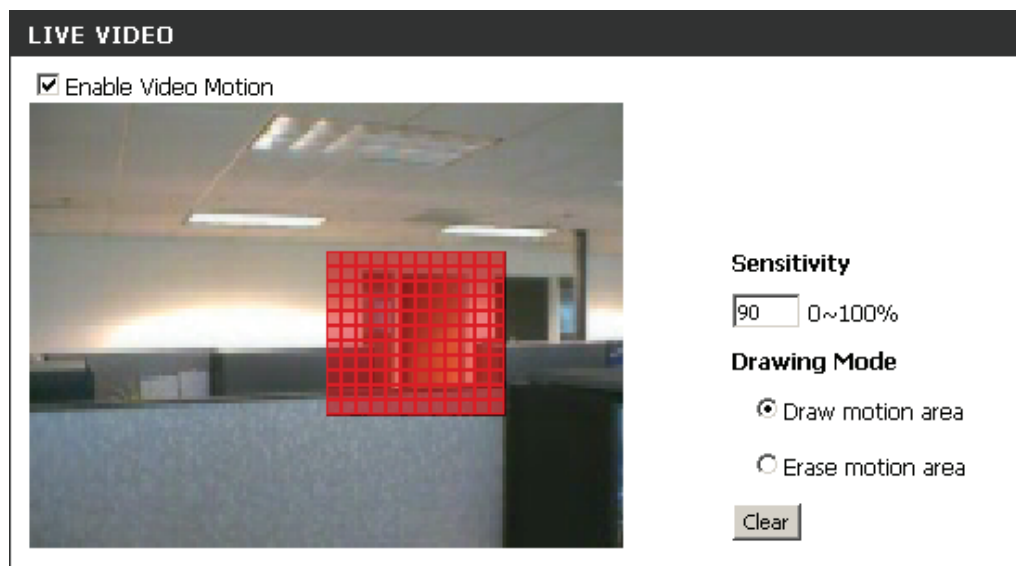 LIVE VIDEO
Enable Video Motion
Sensitivity
90 0~100%
Drawing Mode
Draw motion area
Erase motion area
Clear